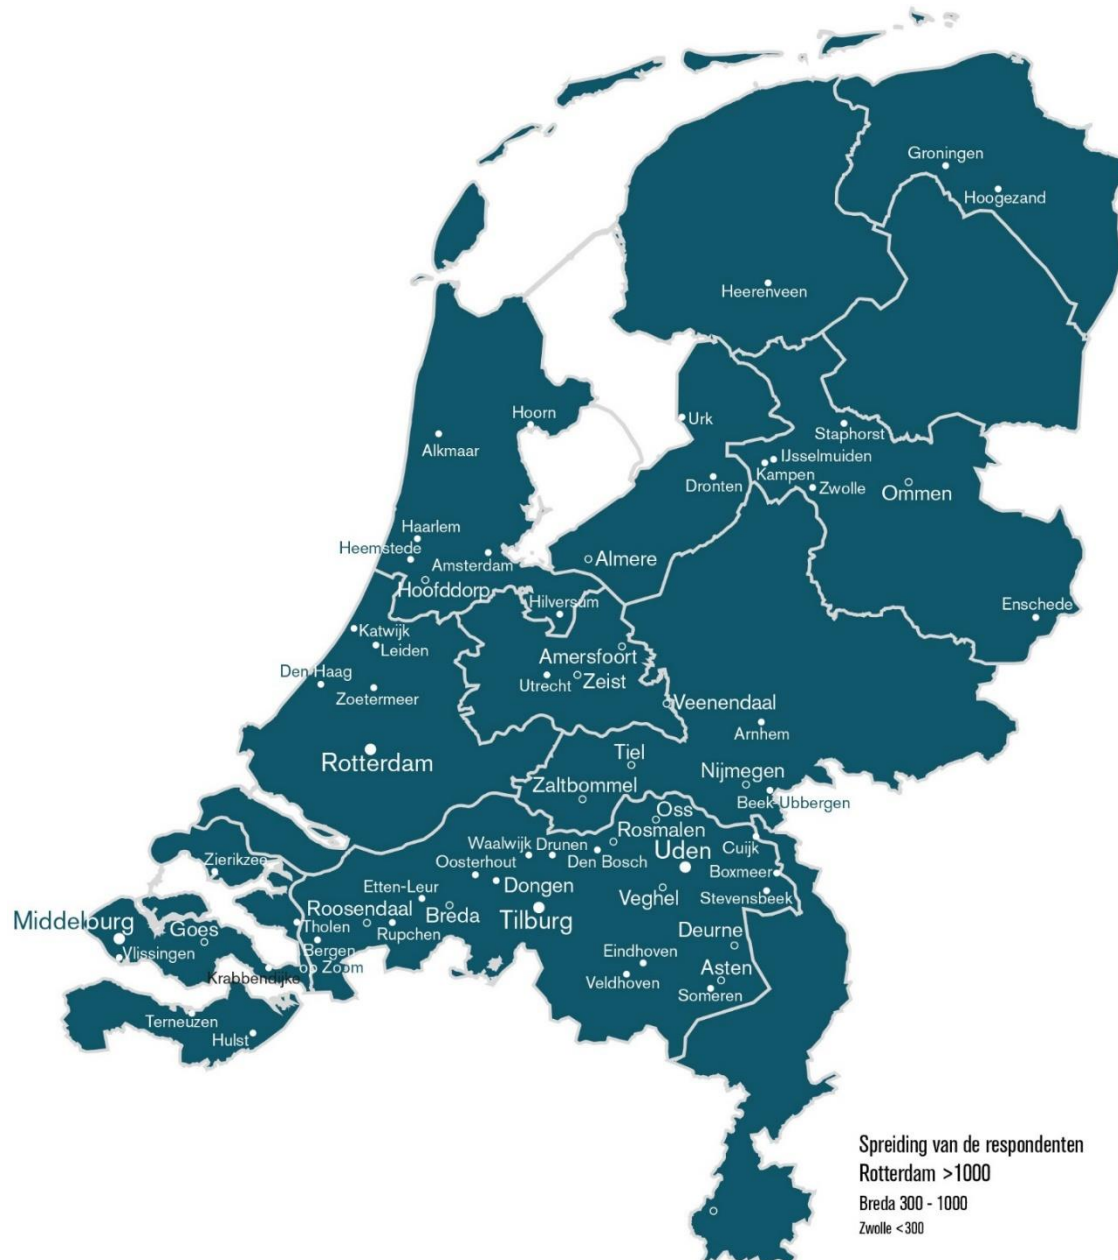 Groningen
Hoogezand
Heerenveen
Hoorn
Urk
Staphorst
Alkmaar
IJsselmuiden
Kampen
Dronten
Zwolle
Ommen
Haarlem
Heemstede
Amsterdam
Almere
Hoofddorp
Hilversum
Enschede
Katwijk
Leiden
Amersfoort
Den Haag
Utrecht
Zeist
Zoetermeer
Veenendaal
Arnhem
Rotterdam
Tiel
Nijmegen
Zaltbommel
Beek-Ubbergen
Oss
Rosmalen
Waalwijk
Drunen
Cuijk
Uden
Oosterhout
Den Bosch
Zierikzee
Boxmeer
Etten-Leur
Dongen
Stevensbeek
Veghel
Roosendaal
Breda
Tilburg
Middelburg
Goes
Tholen
Rupchen
Deurne
Bergen
op Zoom
Vlissingen
Eindhoven
Asten
Krabbendijke
Veldhoven
Someren
Terneuzen
Hulst
Spreiding van de respondenten
Rotterdam >1000
Breda 300 - 1000
Zwolle <300